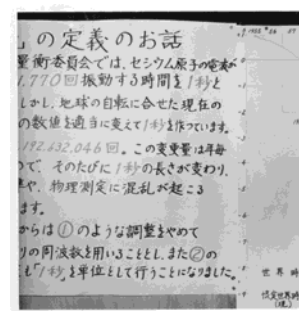 」の定義のお話
量衡委員会では、セシウム原子の電波が
1,770回振動する時間を1秒と
しかし、地球の自転に合せた現在の
の数値を適当に変えて1秒を作っています。
192,632,046回。この変更量は年毎
ので、そのたびに1秒の長さが変わり、
や、物理測定に混乱が起こる
ます。
からは①のような調整をやめて
りの周波数を用いることとし、また②の
「1秒」を単位として行うことになりました。
1955 56 57
世界時
協定世界時
(現)